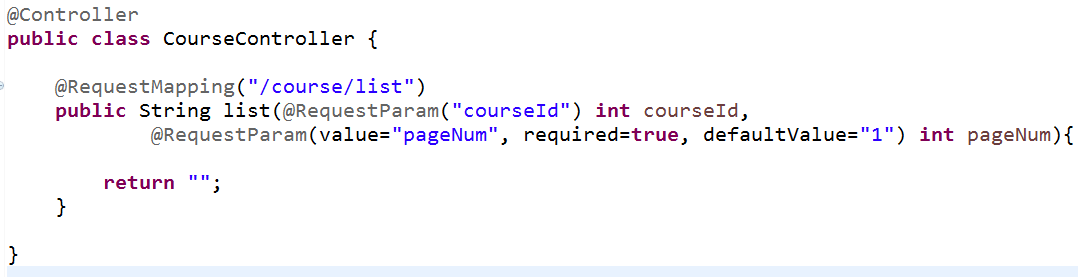 @Controller
public class CourseController {
@RequestMapping("/course/list")
public String list(@RequestParam("courseId") int courseId,
@RequestParam(value="pageNum", required=true, defaultValue="1") int pageNum){
return "";
}
}